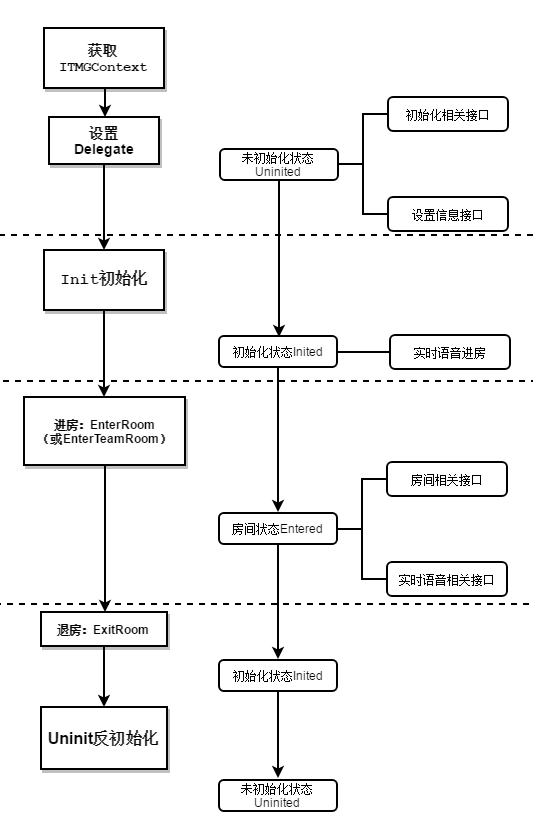 获取
ITMGContext
设置
Delegate
初始化相关接口
未初始化状态
Uninited
设置信息接口
Init初始化
初始化状态Inited
实时语音进房
进房：EnterRoom
（或EnterTeamRoom）
房间相关接口
房间状态Entered
实时语音相关接口
退房：ExitRoom
初始化状态Inited
Uninit反初始化
未初始化状态
Uninited